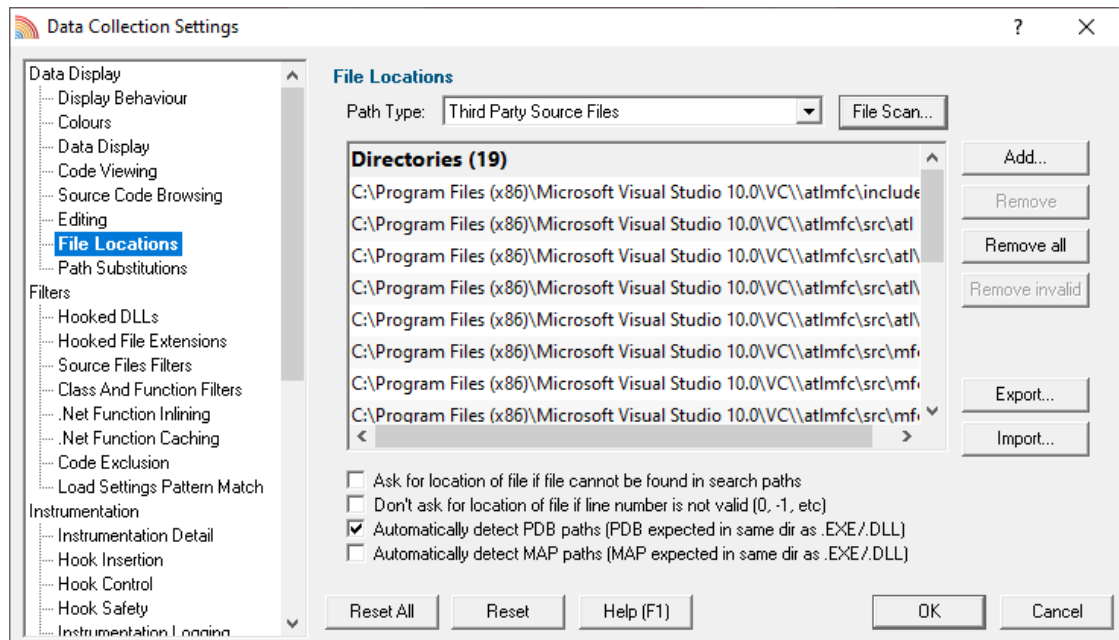 Data Collection Settings
?
Data Display
Display Behaviour
Colours
Data Display
Code Viewing
Source Code Browsing
Editing
File Locations
Path Substitutions
Filters
Hooked DLLs
Hooked File Extensions
Source Files Filters
Class And Function Filters
.Net Function Inlining
.Net Function Caching
Code Exclusion
Load Settings Pattern Match
Instrumentation
Instrumentation Detail
Hook Insertion
Hook Control
Hook Safety
Instrumentation Logging
File Locations
Path Type: Third Party Source Files File Scan...
Directories (19)
C:\Program Files (x86)\Microsoft Visual Studio 10.0\VC\\atlmfc\include
C:\Program Files (x86)\Microsoft Visual Studio 10.0\VC\\atlmfc\src\atl
C:\Program Files (x86)\Microsoft Visual Studio 10.0\VC\\atlmfc\src\atl\
C:\Program Files (x86)\Microsoft Visual Studio 10.0\VC\\atlmfc\src\atl\
C:\Program Files (x86)\Microsoft Visual Studio 10.0\VC\\atlmfc\src\atl\
C:\Program Files (x86)\Microsoft Visual Studio 10.0\VC\\atlmfc\src\mf
C:\Program Files (x86)\Microsoft Visual Studio 10.0\VC\\atlmfc\src\mf
C:\Program Files (x86)\Microsoft Visual Studio 10.0\VC\\atlmfc\src\mf
Add...
Remove
Remove all
Remove invalid
Export...
Import...
Ask for location of file if file cannot be found in search paths
Don't ask for location of file if line number is not valid (0, -1, etc)
Automatically detect PDB paths (PDB expected in same dir as .EXE/.DLL)
Automatically detect MAP paths (MAP expected in same dir as .EXE/.DLL)
Reset All Reset Help (F1) OK Cancel